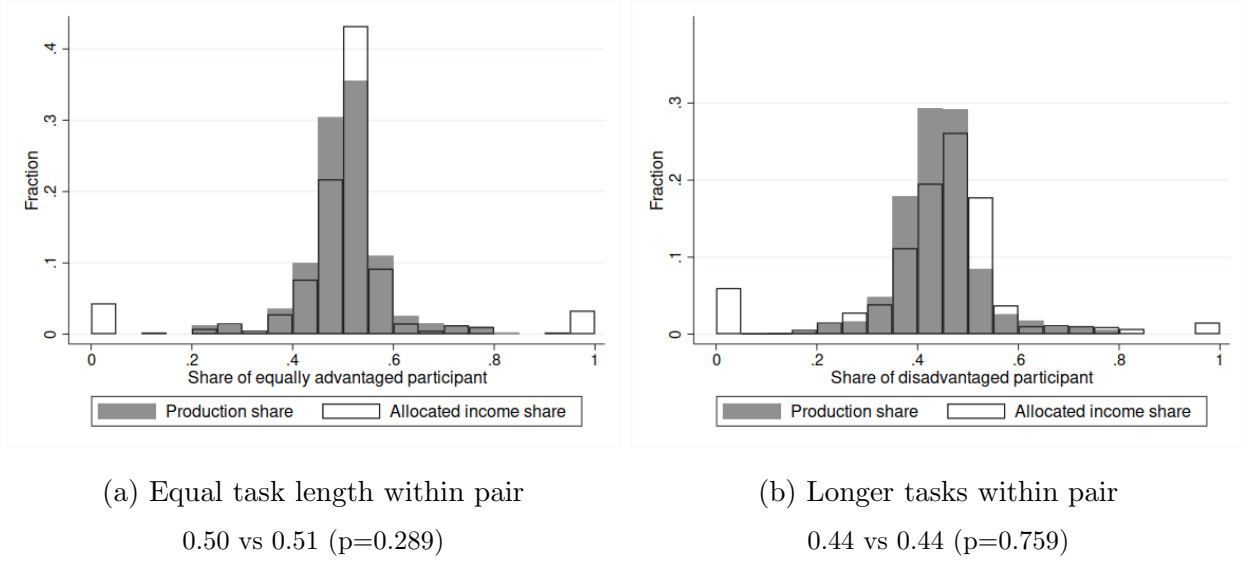 Fraction
.4
.3
.2
.1
0
0
.2
.4
.6
.8
1
Share of equally advantaged participant
Production share
Allocated income share
(a) Equal task length within pair
0.50 vs 0.51 (p=0.289)
Fraction
.3
.2
.1
0
0
.2
.4
.6
.8
1
Share of disadvantaged participant
Production share
Allocated income share
(b) Longer tasks within pair
0.44 vs 0.44 (p=0.759)